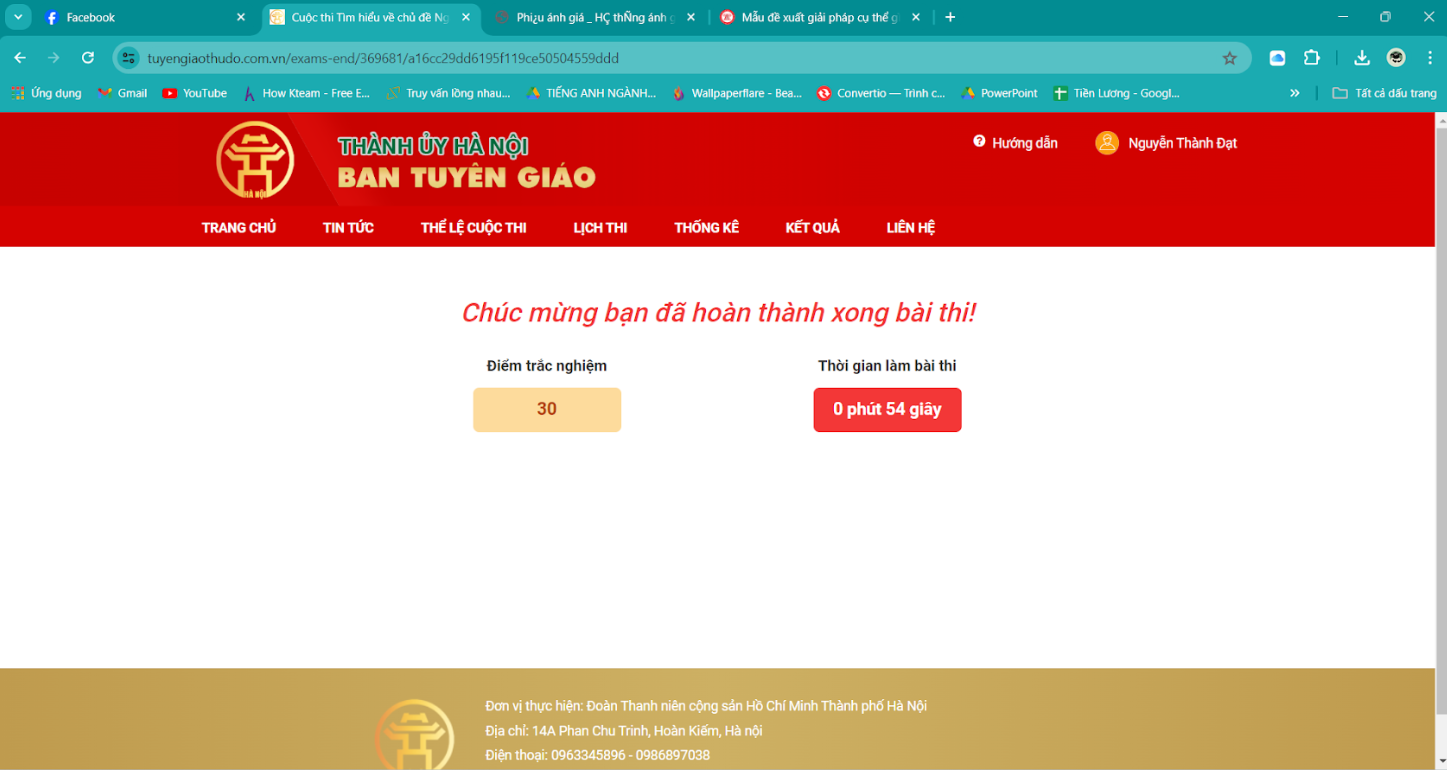 Facebook
Cuộc thi Tìm hiểu về chủ đề Ng
Phi¿u ánh giá _ HÇ thÑng ánh g
Mẫu đề xuất giải pháp cụ thể g
tuyengiaothudo.com.vn/exams-end/369681/a16cc29dd6195f119ce50504559ddd
Ứng dụng
Gmail
YouTube
How Kteam - Free E...
Truy vấn lồng nhau...
TIẾNG ANH NGÀNH...
Wallpaperflare - Bea...
Convertio — Trình c...
PowerPoint
Tiền Lương - Googl...
Tất cả dấu trang
HÀ NỘI
THÀNH ỦY HÀ NỘI
BAN TUYÊN GIÁO
Hướng dẫn
Nguyễn Thành Đạt
TRANG CHỦ
TIN TỨC
THỂ LỆ CUỘC THI
LỊCH THI
THỐNG KÊ
KẾT QUẢ
LIÊN HỆ
Chúc mừng bạn đã hoàn thành xong bài thi!
Điểm trắc nghiệm
Thời gian làm bài thi
30
0 phút 54 giây
Đơn vị thực hiện: Đoàn Thanh niên cộng sản Hồ Chí Minh Thành phố Hà Nội
Địa chỉ: 14A Phan Chu Trinh, Hoàn Kiếm, Hà nội
Điện thoại: 0963345896 - 0986897038